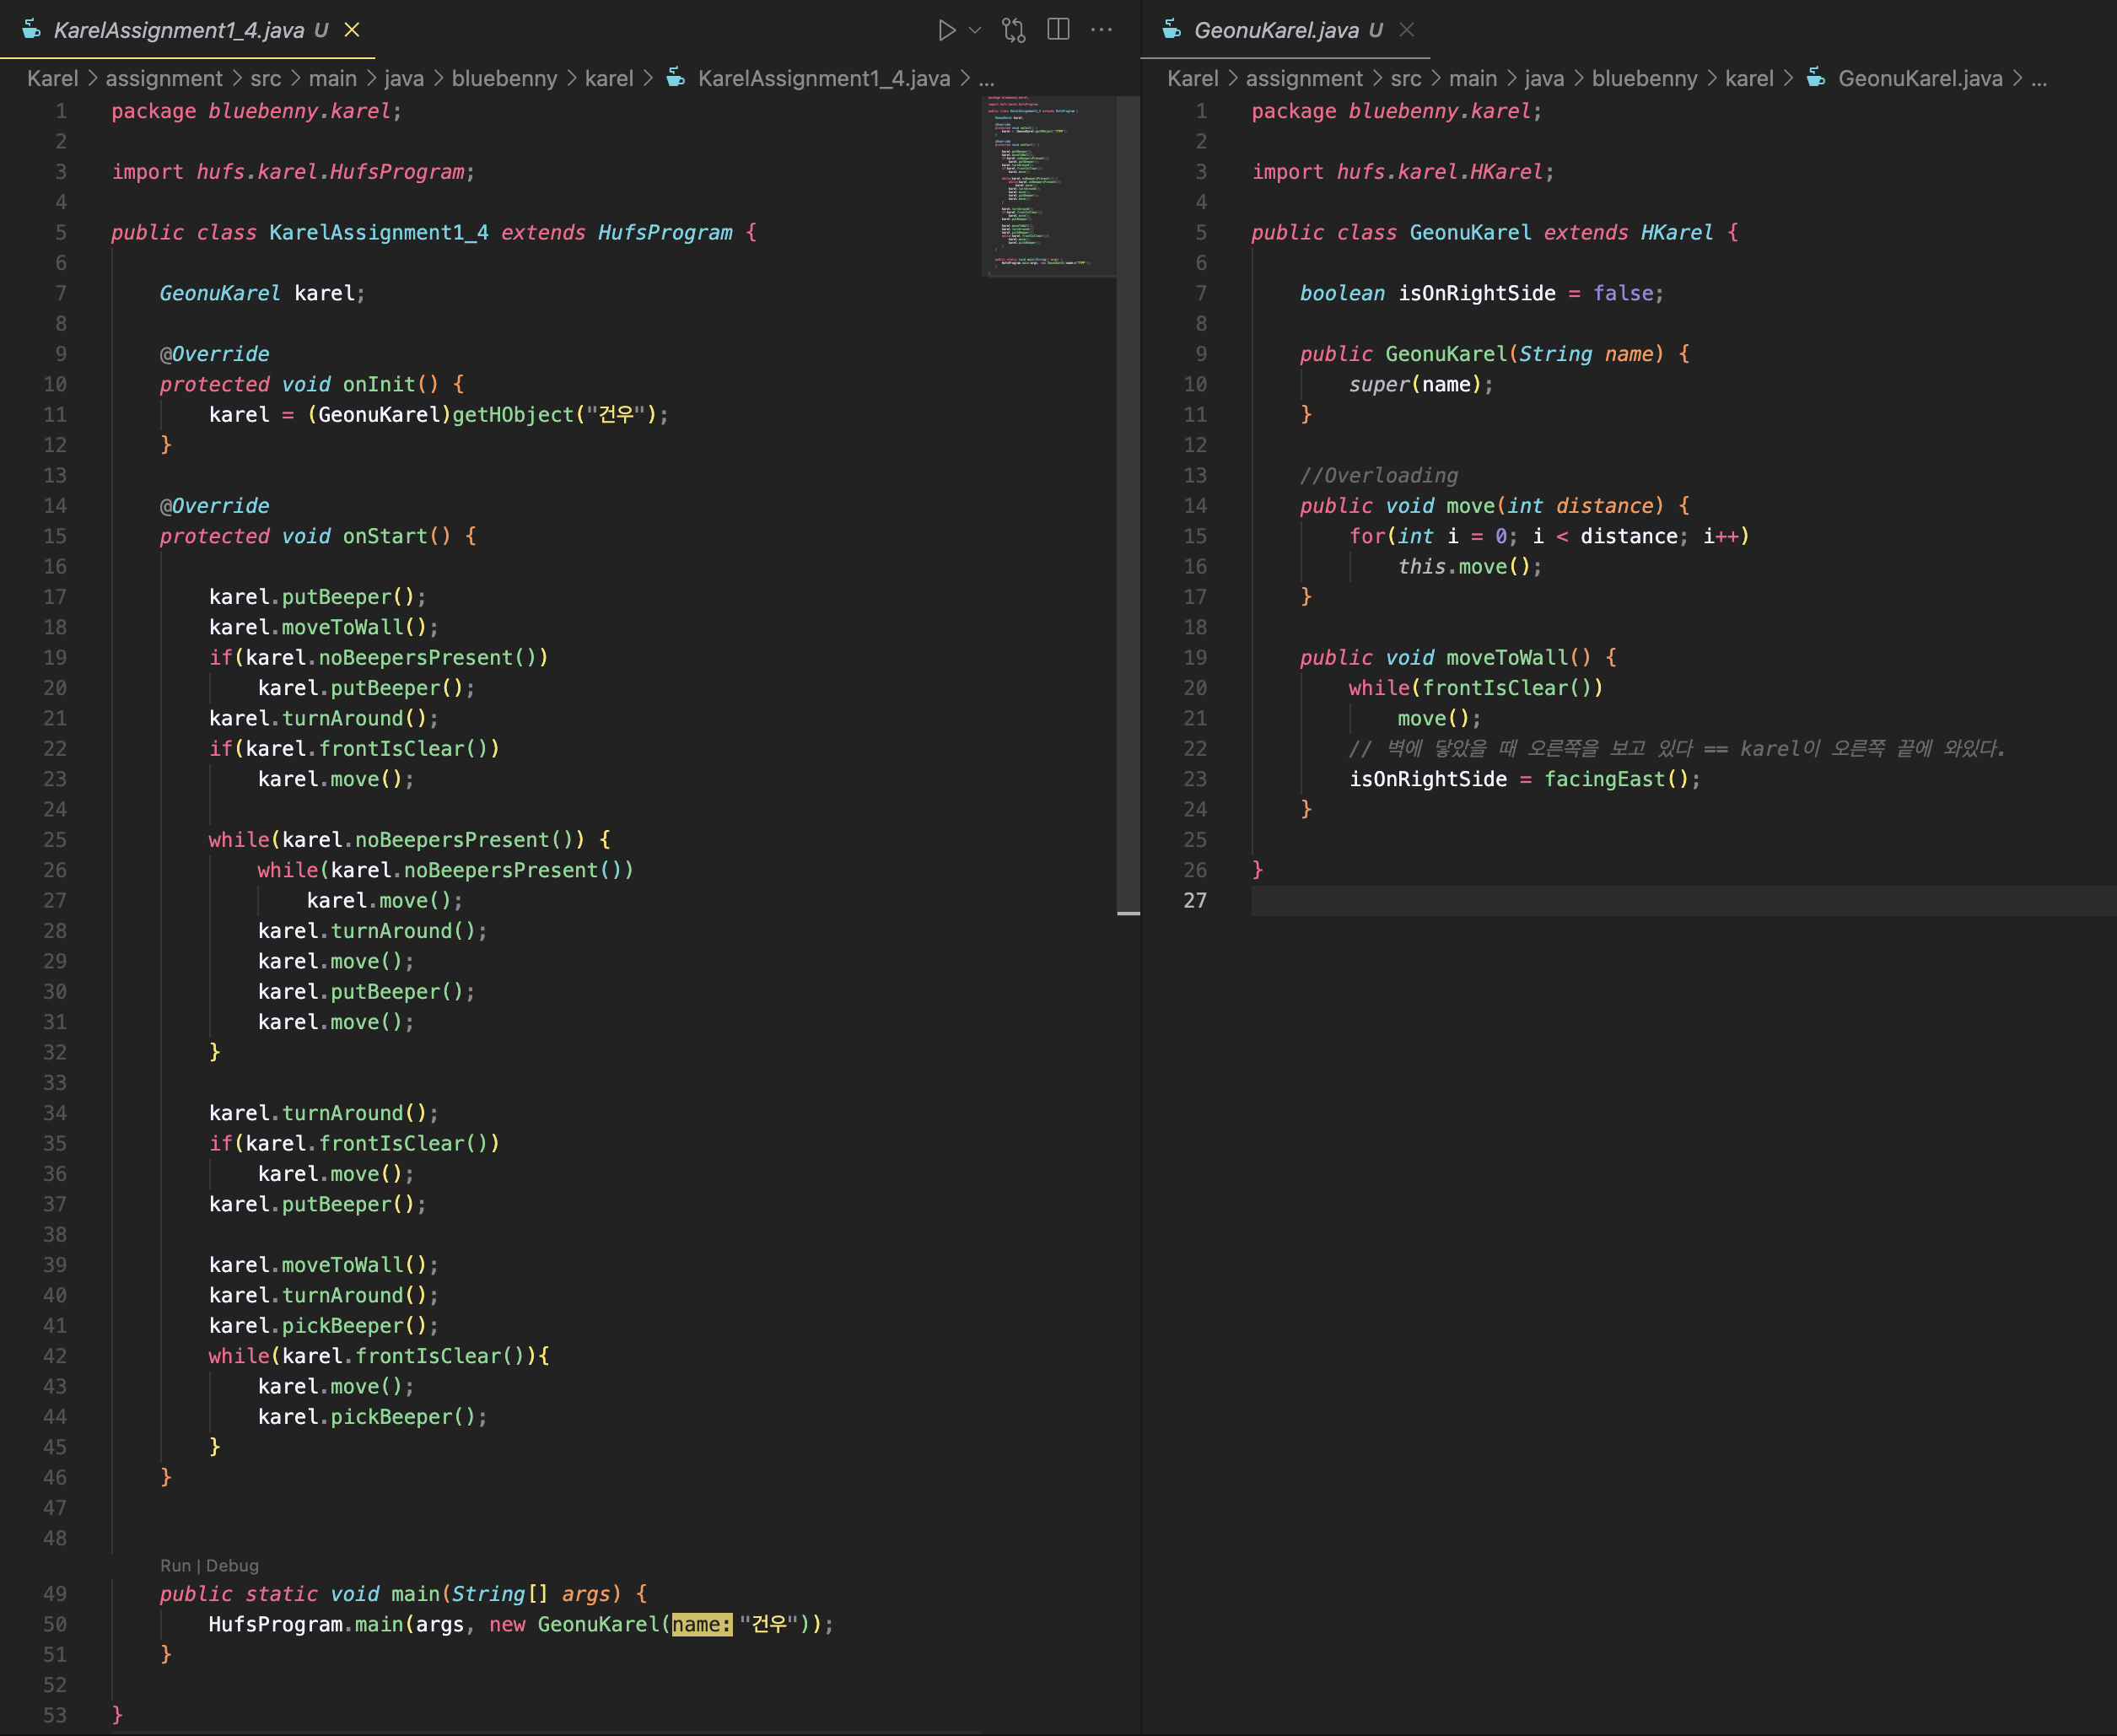 KarelAssignment1_4.java U
Karel > assignment > src > main > java > bluebenny > karel > KarelAssignment1_4.java > ...
1 package bluebenny.karel;
2
3 import hufs.karel.HufsProgram;
4
5 public class KarelAssignment1_4 extends HufsProgram {
6
7 GeonuKarel karel;
8
9 @Override
10 protected void onInit() {
11 karel = (GeonuKarel)getHObject("건우");
12 }
13
14 @Override
15 protected void onStart() {
16
17 karel.putBeeper();
18 karel.moveToWall();
19 if(karel.noBeepersPresent())
20 karel.putBeeper();
21 karel.turnAround();
22 if(karel.frontIsClear())
23 karel.move();
24
25 while(karel.noBeepersPresent()) {
26 while(karel.noBeepersPresent())
27 karel.move();
28 karel.turnAround();
29 karel.move();
30 karel.putBeeper();
31 karel.move();
32 }
33
34 karel.turnAround();
35 if(karel.frontIsClear())
36 karel.move();
37 karel.putBeeper();
38
39 karel.moveToWall();
40 karel.turnAround();
41 karel.pickBeeper();
42 while(karel.frontIsClear()){
43 karel.move();
44 karel.pickBeeper();
45 }
46 }
47
48
Run | Debug
49 public static void main(String[] args) {
50 HufsProgram.main(args, new GeonuKarel(name: "건우"));
51 }
52
53 }
GeonuKarel.java U
Karel > assignment > src > main > java > bluebenny > karel > GeonuKarel.java > ...
1 package bluebenny.karel;
2
3 import hufs.karel.HKarel;
4
5 public class GeonuKarel extends HKarel {
6
7 boolean isOnRightSide = false;
8
9 public GeonuKarel(String name) {
10 super(name);
11 }
12
13 //Overloading
14 public void move(int distance) {
15 for(int i = 0; i < distance; i++)
16 this.move();
17 }
18
19 public void moveToWall() {
20 while(frontIsClear())
21 move();
22 // 벽에 닿았을 때 오른쪽을 보고 있다 == karel이 오른쪽 끝에 와있다.
23 isOnRightSide = facingEast();
24 }
25
26 }
27